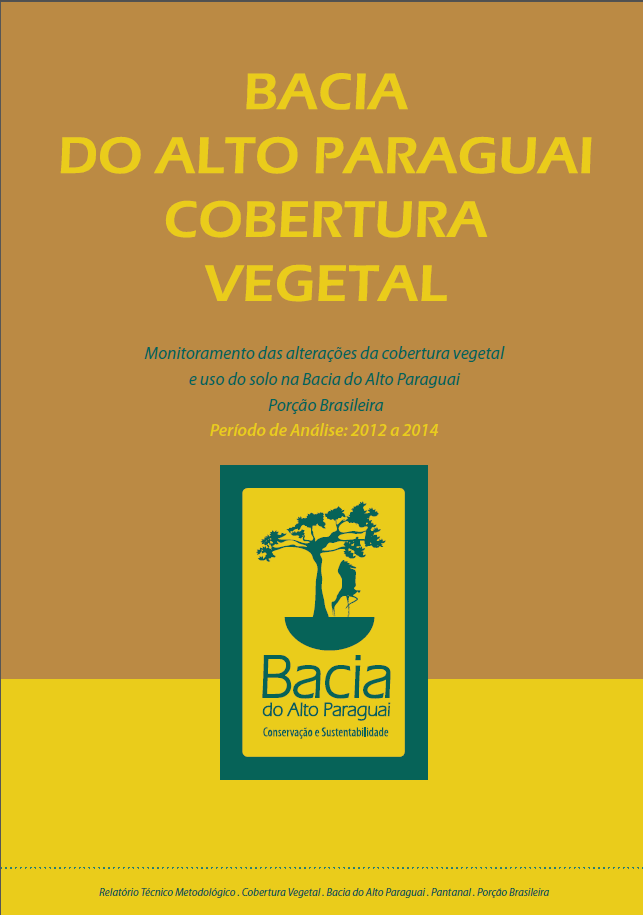 BACIA
DO ALTO PARAGUAI
COBERTURA
VEGETAL
Monitoramento das alterações da cobertura vegetal
e uso do solo na Bacia do Alto Paraguai
Porção Brasileira
Período de Análise: 2012 a 2014
Bacia
do Alto Paraguai
Conservação e Sustentabilidade
Relatório Técnico Metodológico . Cobertura Vegetal . Bacia do Alto Paraguai . Pantanal . Porção Brasileira